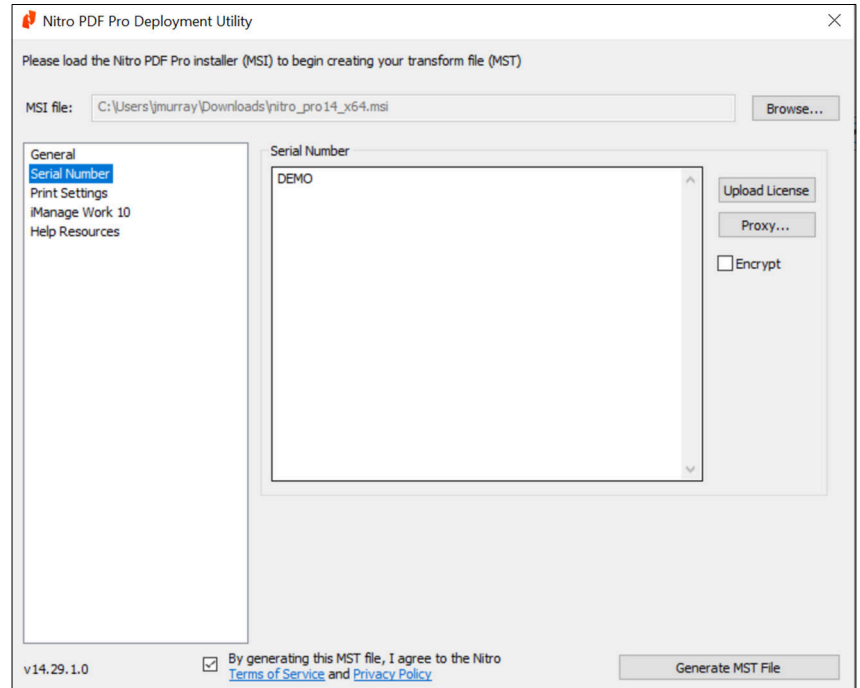 Nitro PDF Pro Deployment Utility
Please load the Nitro PDF Pro installer (MSI) to begin creating your transform file (MST)
MSI file: C:\Users\jmurray\Downloads\nitro_pro14_x64.msi Browse...
General
Serial Number
Print Settings
iManage Work 10
Help Resources
Serial Number
DEMO
Upload License
Proxy...
Encrypt
v14.29.1.0
By generating this MST file, I agree to the Nitro
Terms of Service and Privacy Policy
Generate MST File